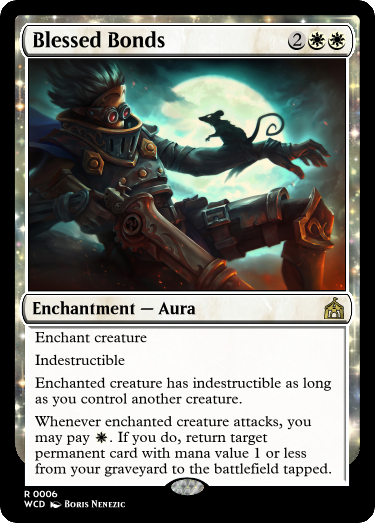 Blessed Bonds 2
Enchantment — Aura
Enchant creature
Indestructible
Enchanted creature has indestructible as long
as you control another creature.
Whenever enchanted creature attacks, you
may pay . If you do, return target
permanent card with mana value 1 or less
from your graveyard to the battlefield tapped.
R 0006
WCD Boris Nenezic